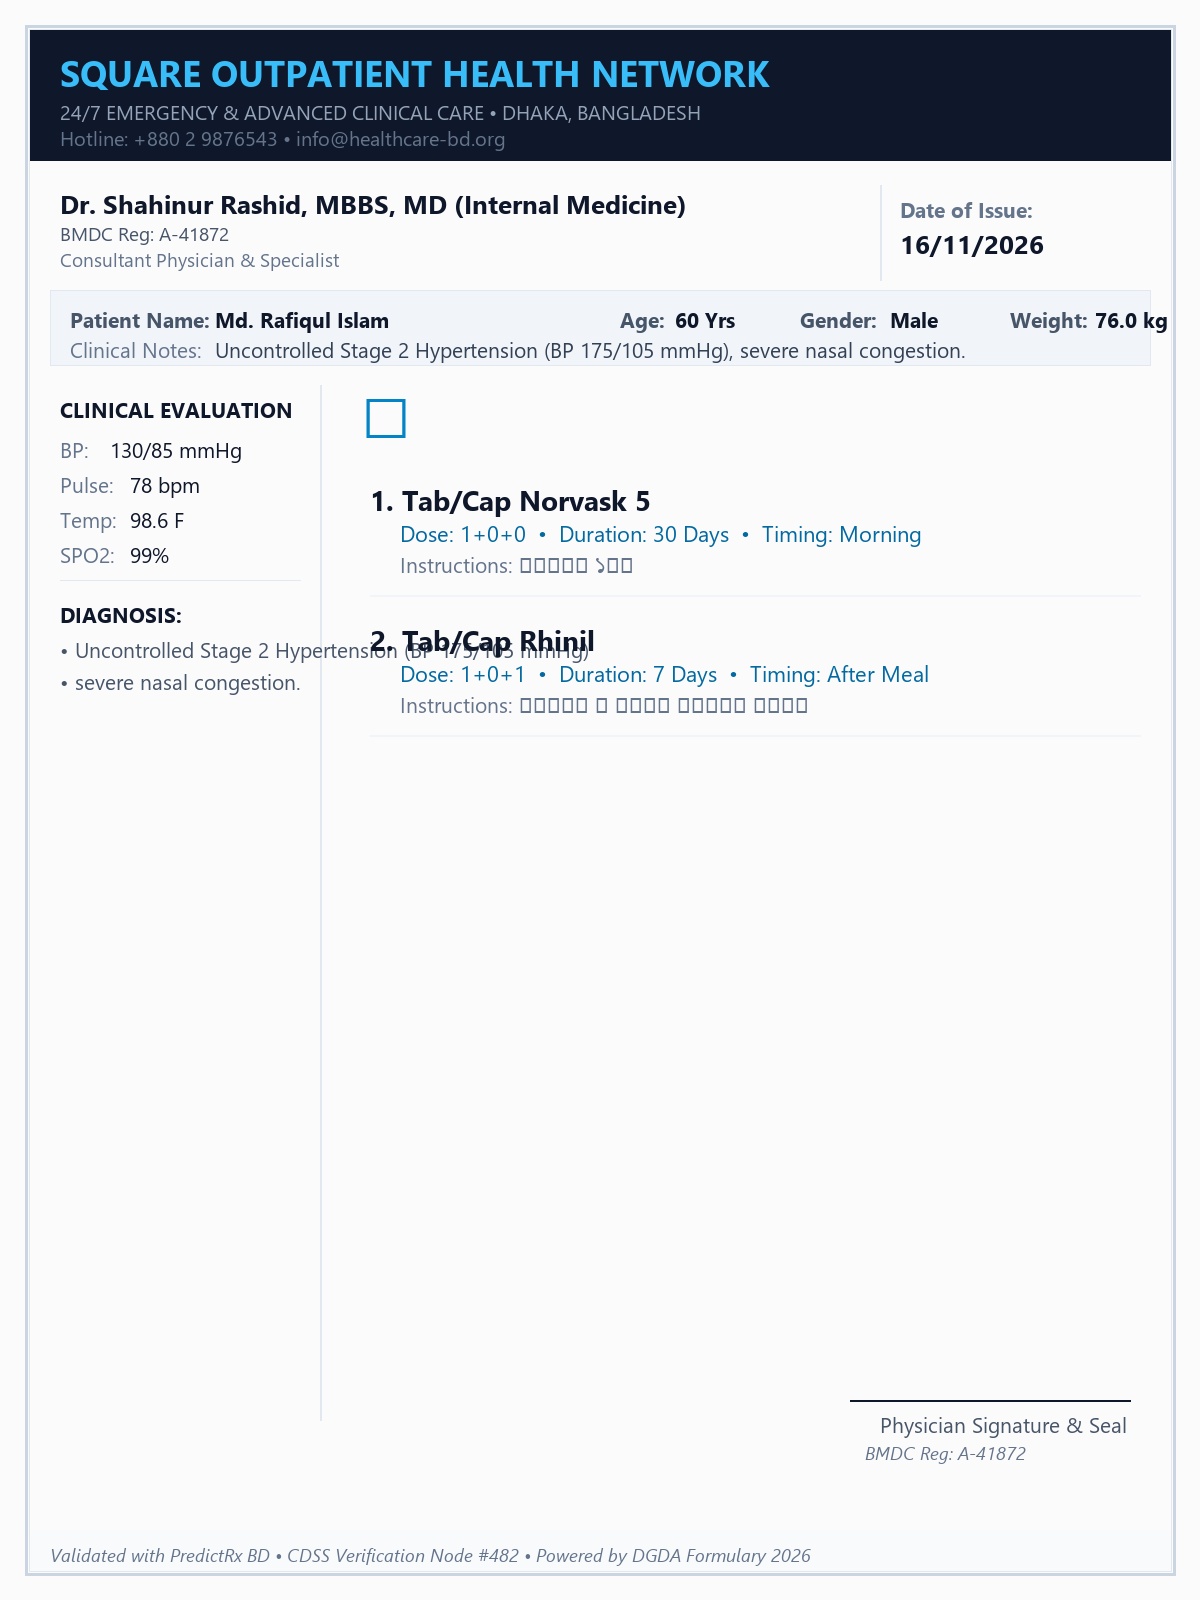 SQUARE OUTPATIENT HEALTH NETWORK
24/7 EMERGENCY & ADVANCED CLINICAL CARE • DHAKA, BANGLADESH
Hotline: +880 2 9876543 • info@healthcare-bd.org
Dr. Shahinur Rashid, MBBS, MD (Internal Medicine)
BMDC Reg: A-41872
Consultant Physician & Specialist
Date of Issue:
16/11/2026
Patient Name: Md. Rafiqul Islam Age: 60 Yrs Gender: Male Weight: 76.0 kg
Clinical Notes: Uncontrolled Stage 2 Hypertension (BP 175/105 mmHg), severe nasal congestion.
CLINICAL EVALUATION
BP: 130/85 mmHg
Pulse: 78 bpm
Temp: 98.6 F
SPO2: 99%
DIAGNOSIS:
• Uncontrolled Stage 2 Hypertension (BP 175/105 mmHg)
• severe nasal congestion.
1. Tab/Cap Norvask 5
Dose: 1+0+0 • Duration: 30 Days • Timing: Morning
Instructions:
2. Tab/Cap Rhinil
Dose: 1+0+1 • Duration: 7 Days • Timing: After Meal
Instructions:
Physician Signature & Seal
BMDC Reg: A-41872
Validated with PredictRx BD • CDSS Verification Node #482 • Powered by DGDA Formulary 2026